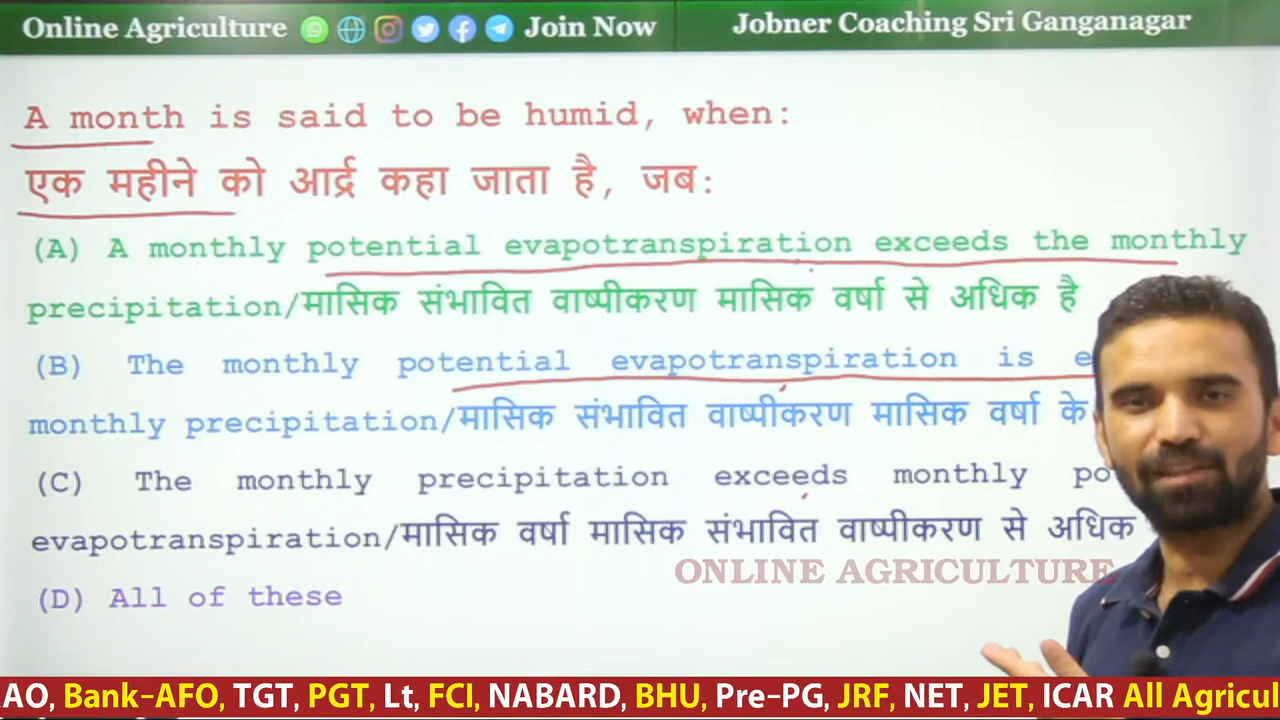 Online Agriculture Join Now Jobner Coaching Sri Ganganagar
A month is said to be humid, when:
एक महीने को आर्द्र कहा जाता है, जब:
(A) A monthly potential evapotranspiration exceeds the monthly
precipitation/मासिक संभावित वाष्पीकरण मासिक वर्षा से अधिक है
(B) The monthly potential evapotranspiration is
monthly precipitation/मासिक संभावित वाष्पीकरण मासिक वर्षा के
(C) The monthly precipitation exceeds monthly
evapotranspiration/मासिक वर्षा मासिक संभावित वाष्पीकरण से अधिक
ONLINE AGRICULTURE
(D) All of these
AO, Bank-AFO, TGT, PGT, Lt, FCI, NABARD, BHU, Pre-PG, JRF, NET, JET, ICAR All Agricul